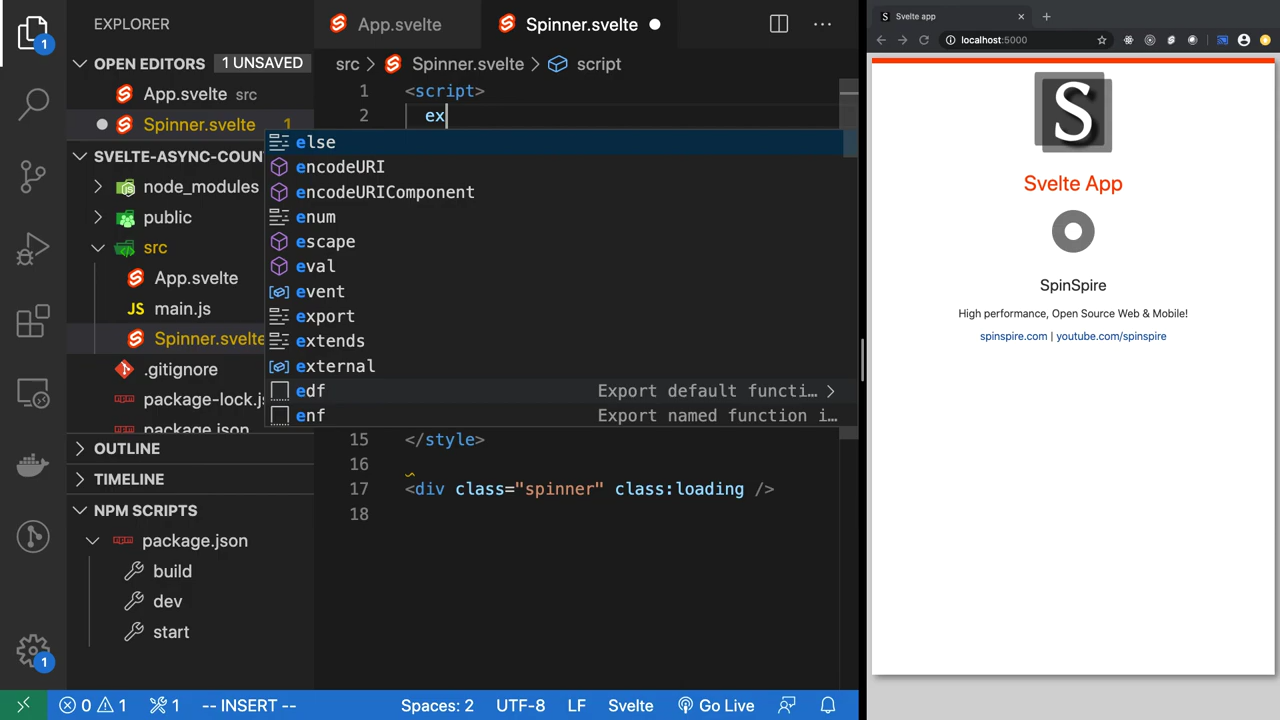 EXPLORER
App.svelte
Spinner.svelte
OPEN EDITORS
1 UNSAVED
App.svelte src
Spinner.svelte 1
SVELTE-ASYNC-COUN
node_modules
public
src
App.svelte
JS main.js
Spinner.svelte
.gitignore
package-lock.js
package.json
OUTLINE
TIMELINE
NPM SCRIPTS
package.json
build
dev
start
1
1
src > Spinner.svelte > script
1 <script>
2 ex
else
encodeURI
encodeURIComponent
enum
escape
eval
event
export
extends
external
edf Export default functi… >
enf Export named function i…
15 </style>
16
17 <div class="spinner" class:loading />
18
0 1 1 -- INSERT -- Spaces: 2 UTF-8 LF Svelte Go Live
Svelte app
localhost:5000
S
Svelte App
SpinSpire
High performance, Open Source Web & Mobile!
spinspire.com | youtube.com/spinspire